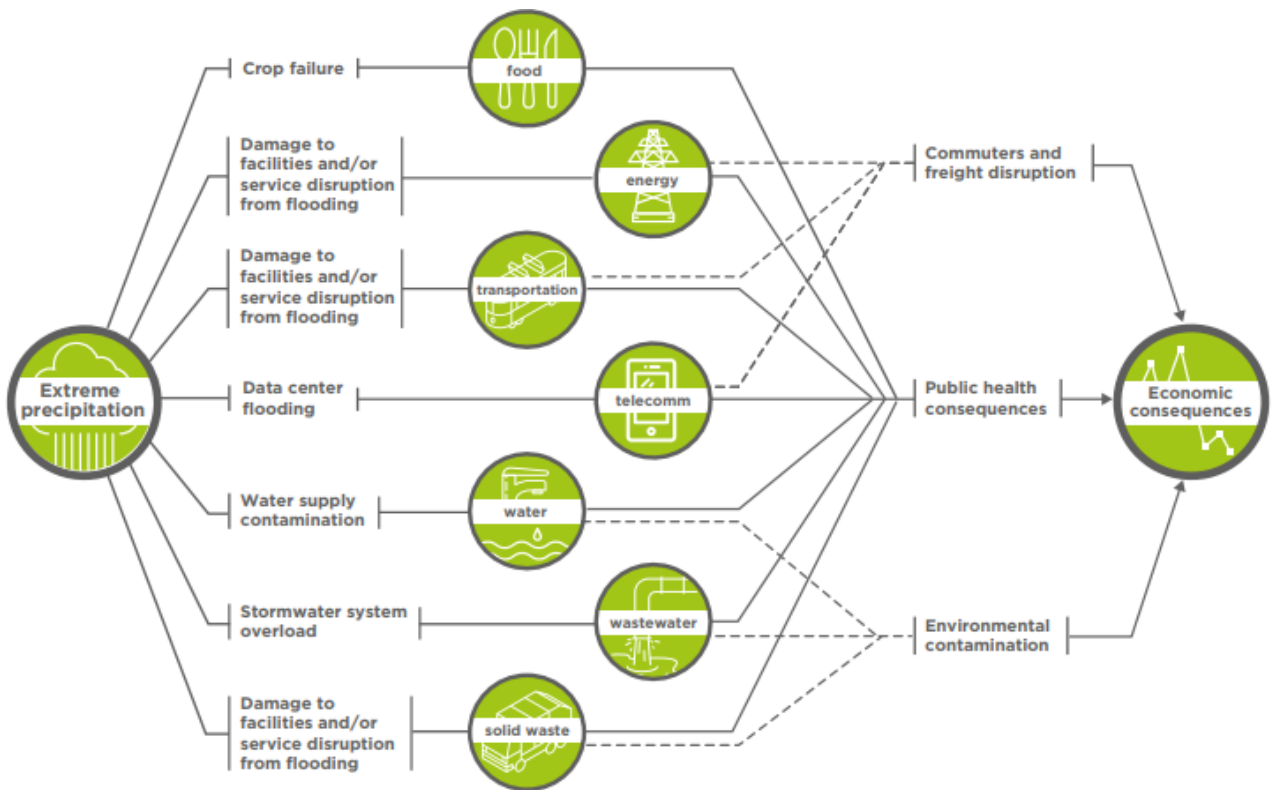 Crop failure
food
Damage to
facilities and/or
service disruption
from flooding
energy
Commuters and
freight disruption
Damage to
facilities and/or
service disruption
from flooding
transportation
Extreme
precipitation
Data center
flooding
telecomm
Public health
consequences
Economic
consequences
Water supply
contamination
water
Stormwater system
overload
wastewater
Environmental
contamination
Damage to
facilities and/or
service disruption
from flooding
solid waste